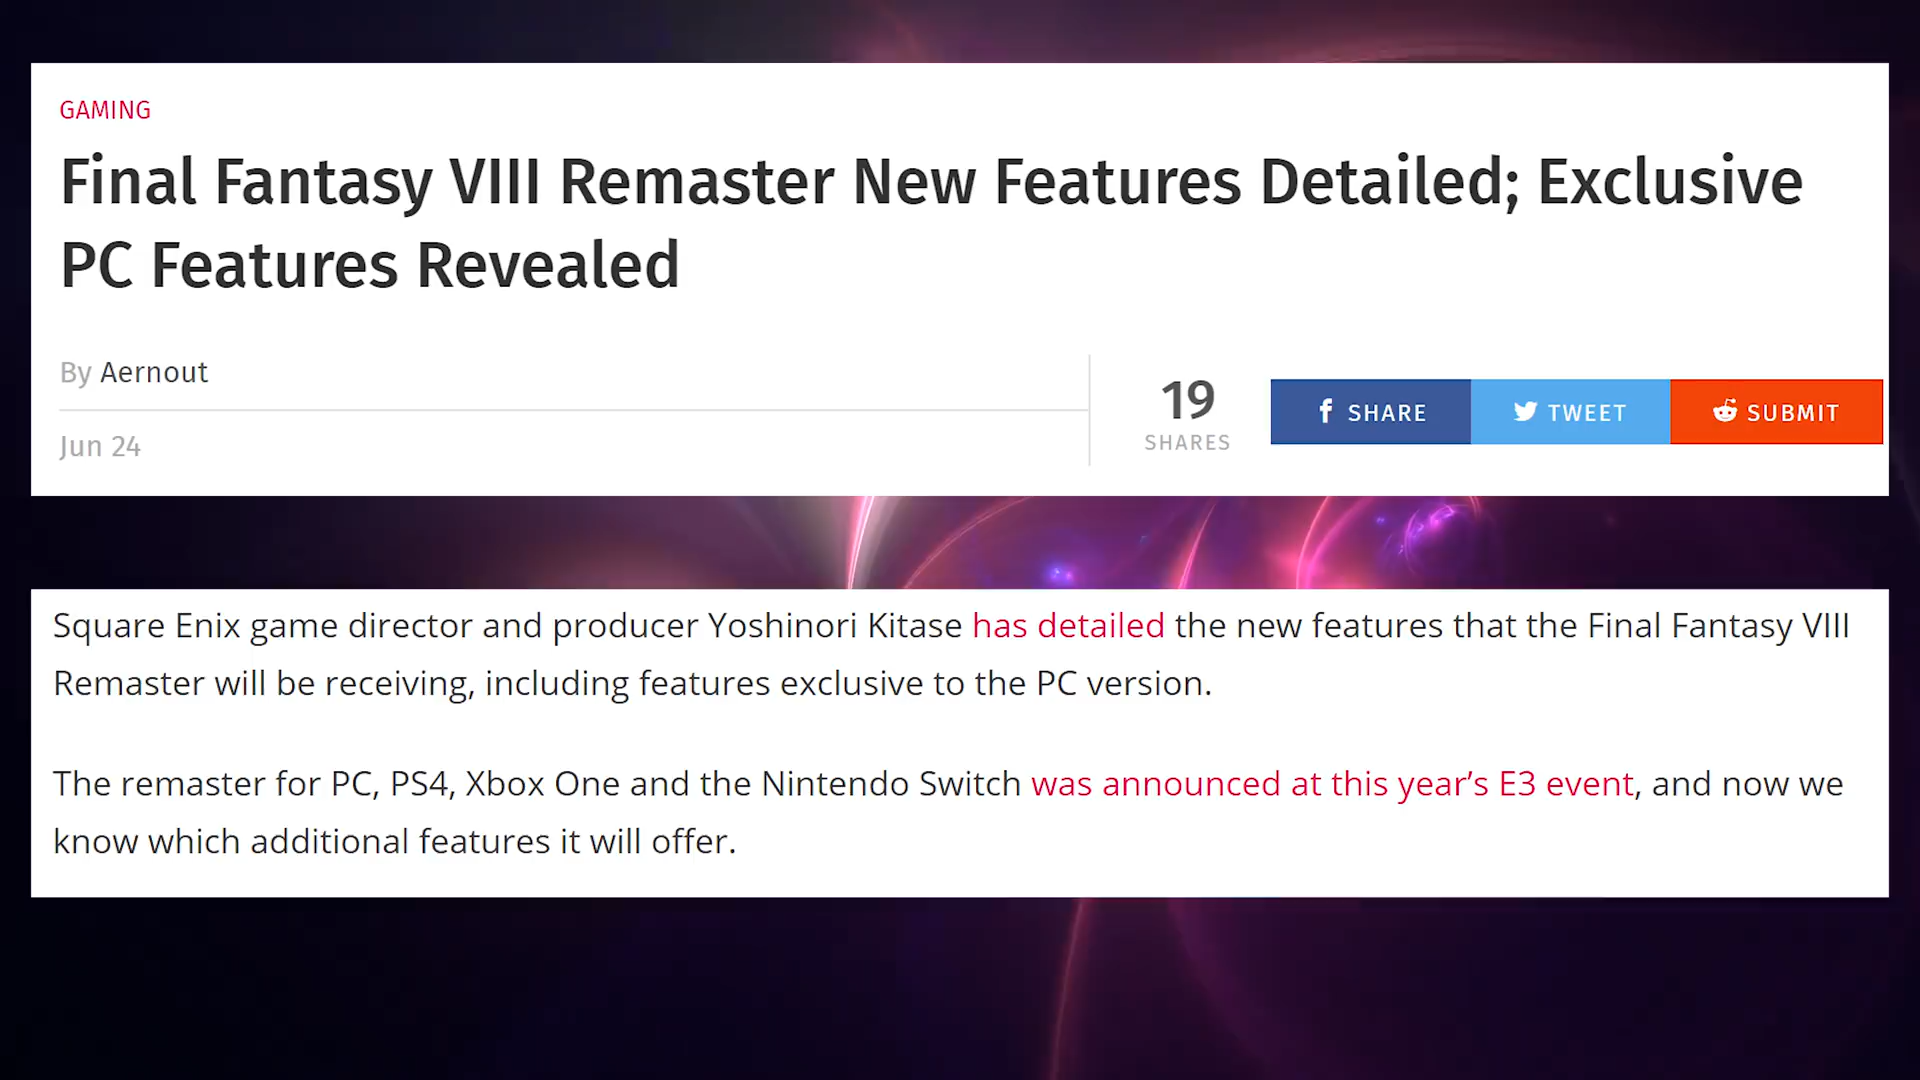 GAMING
Final Fantasy VIII Remaster New Features Detailed; Exclusive
PC Features Revealed
By Aernout
Jun 24
19
SHARES
SHARE
TWEET
SUBMIT
Square Enix game director and producer Yoshinori Kitase has detailed the new features that the Final Fantasy VIII
Remaster will be receiving, including features exclusive to the PC version.
The remaster for PC, PS4, Xbox One and the Nintendo Switch was announced at this year’s E3 event, and now we
know which additional features it will offer.